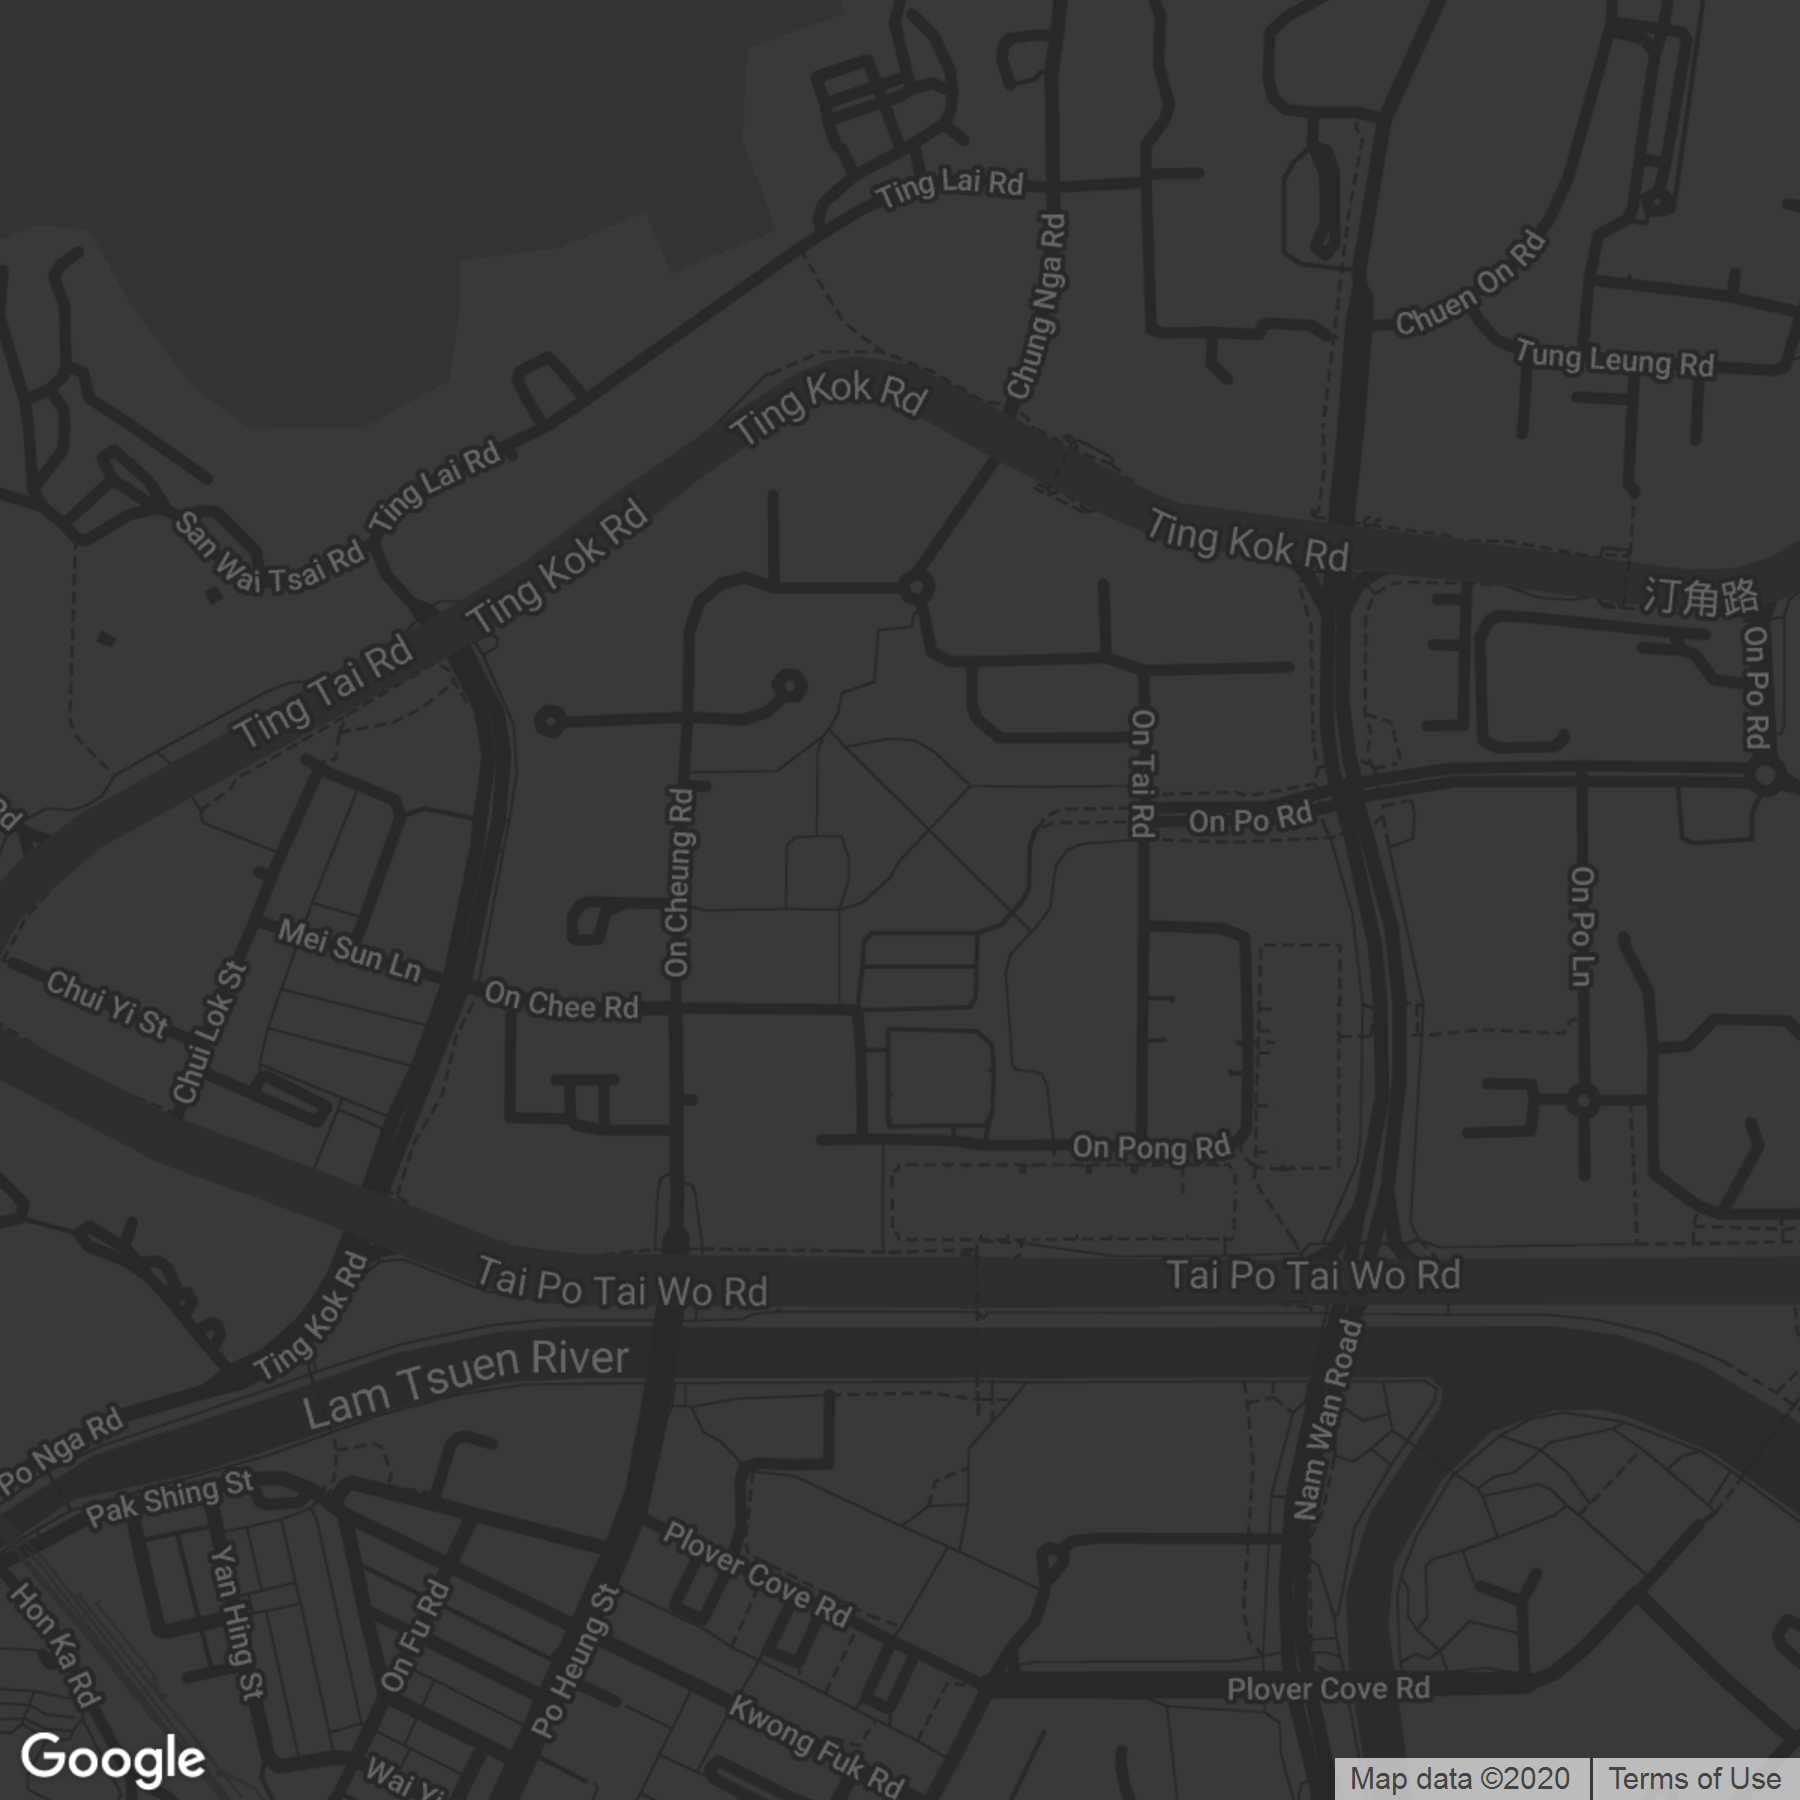 Ting Lai Rd
Chung Nga Rd
Chuen On Rd
Tung Leung Rd
Ting Kok Rd
Ting Lai Rd
San Wai Tsai Rd
Ting Kok Rd
Ting Kok Rd
汀角路
Ting Tai Rd
On Po Rd
On Tai Rd
On Cheung Rd
On Po Rd
Rd
Mei Sun Ln
On Po Ln
Chui Yi St
Chui Lok St
On Chee Rd
On Pong Rd
Tai Po Tai Wo Rd
Tai Po Tai Wo Rd
Ting Kok Rd
Lam Tsuen River
Nam Wan Road
Po Nga Rd
Pak Shing St
Plover Cove Rd
Yan Hing St
Hon Ka Rd
On Fu Rd
Po Heung St
Plover Cove Rd
Kwong Fuk Rd
Wai Yi
Google
Map data ©2020
Terms of Use